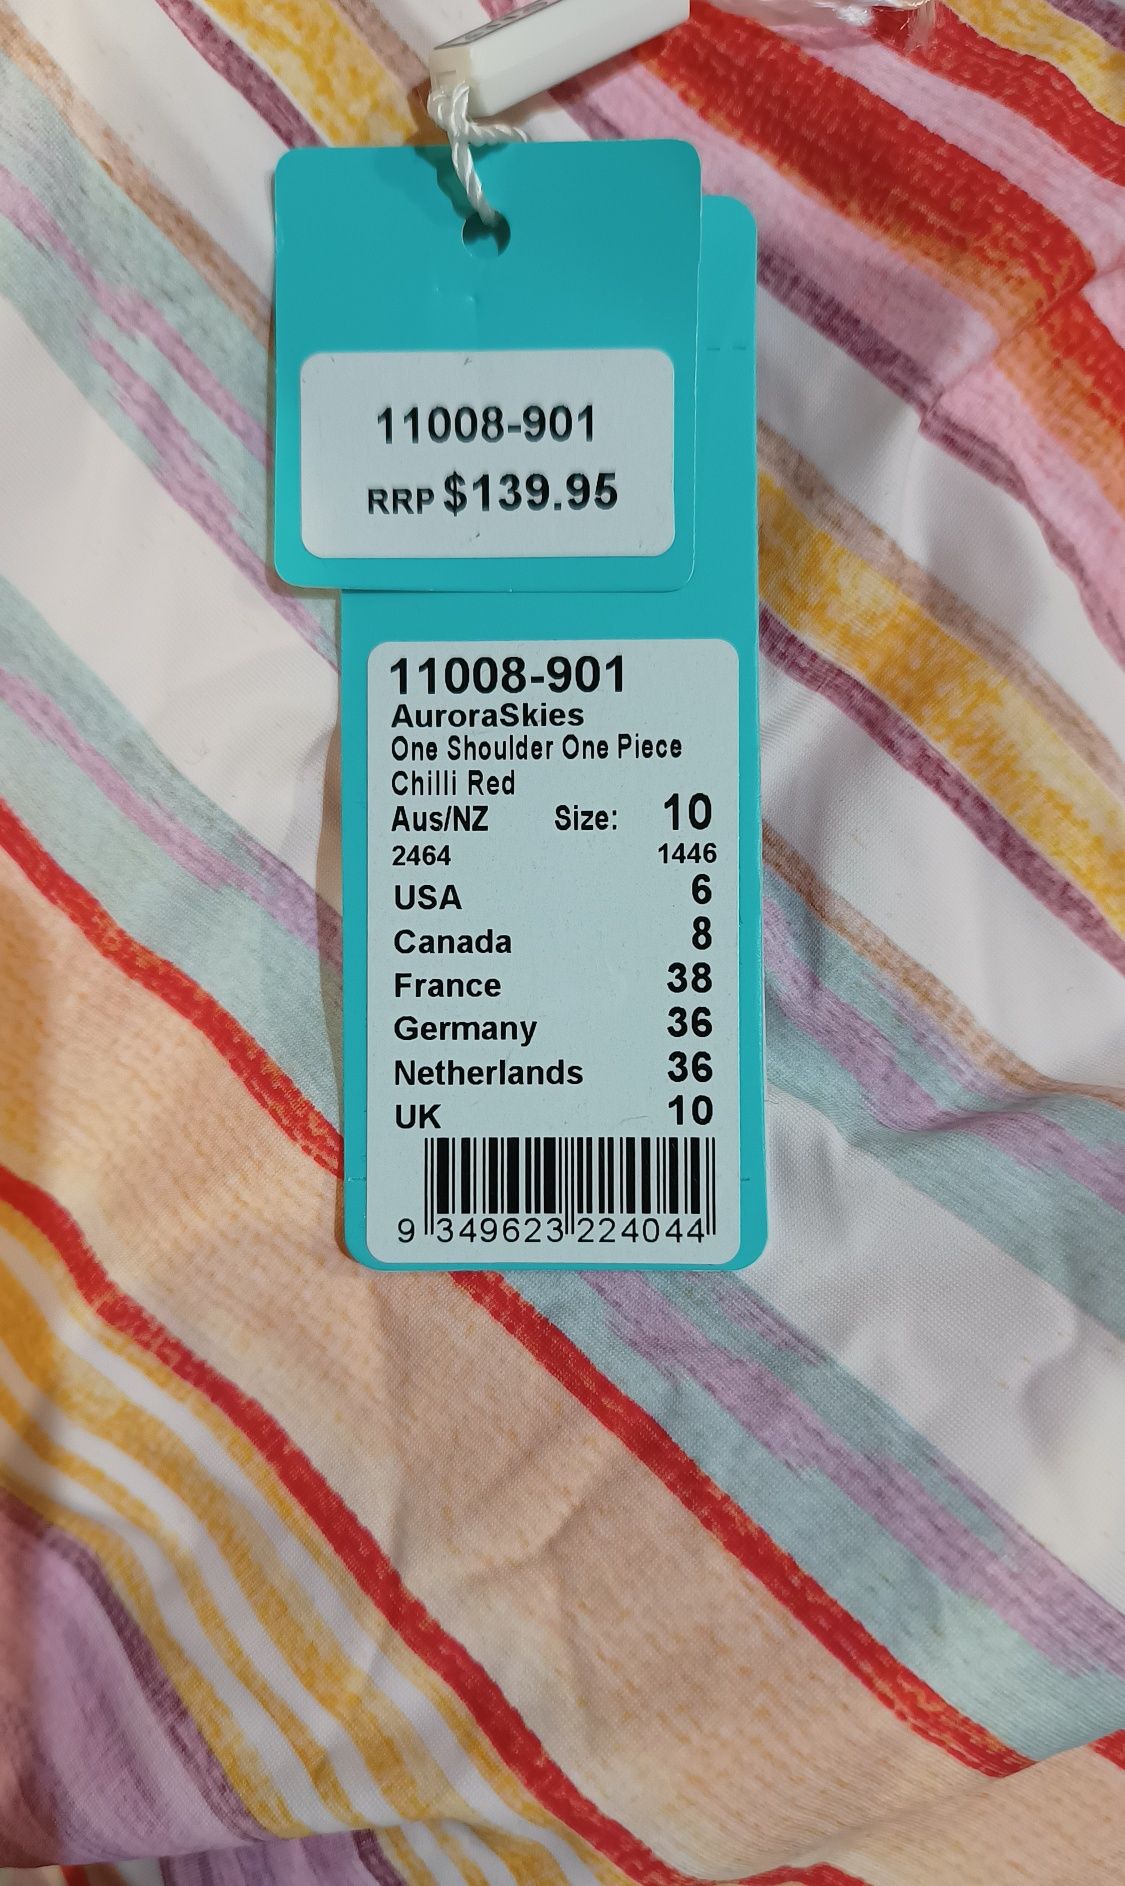 11008-901
RRP $139.95
11008-901
AuroraSkies
One Shoulder One Piece
Chilli Red
Aus/NZ Size: 10
2464 1446
USA 6
Canada 8
France 38
Germany 36
Netherlands 36
UK 10
9 349623 224044